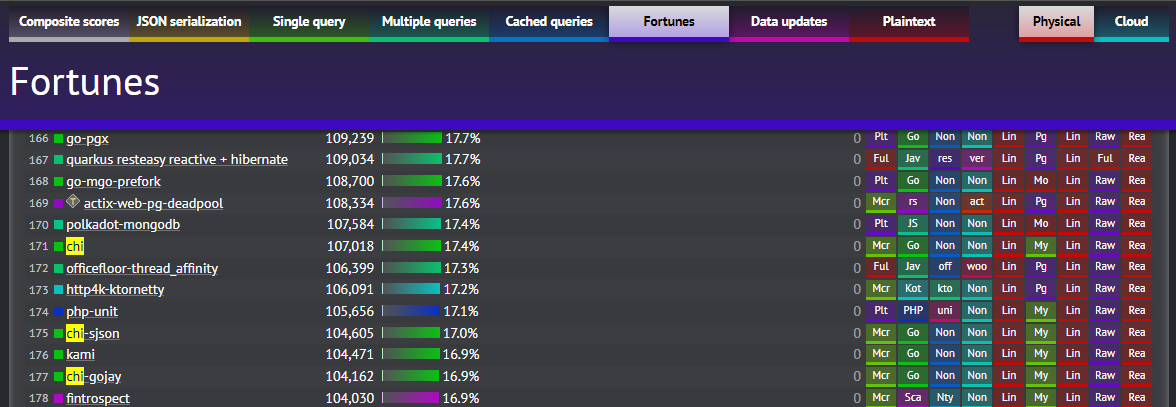 Composite scores JSON serialization Single query Multiple queries Cached queries Fortunes Data updates Plaintext Physical Cloud
Fortunes
166 go-pgx 109,239 17.7% 0 Plt Go Non Non Lin Pg Lin Raw Rea
167 quarkus resteasy reactive + hibernate 109,034 17.7% 0 Ful Jav res ver Lin Pg Lin Ful Rea
168 go-mgo-prefork 108,700 17.6% 0 Plt Go Non Non Lin Mo Lin Raw Rea
169 actix-web-pg-deadpool 108,334 17.6% 0 Mcr rs Non act Lin Pg Lin Raw Rea
170 polkadot-mongodb 107,584 17.4% 0 Plt JS Non Non Lin Mo Lin Raw Rea
171 chi 107,018 17.4% 0 Mcr Go Non Non Lin My Lin Raw Rea
172 officefloor-thread_affinity 106,399 17.3% 0 Ful Jav off woo Lin Pg Lin Raw Rea
173 http4k-ktornetty 106,091 17.2% 0 Mcr Kot kto Non Lin Pg Lin Raw Rea
174 php-unit 105,656 17.1% 0 Plt PHP uni Non Lin My Lin Raw Rea
175 chi-sjson 104,605 17.0% 0 Mcr Go Non Non Lin My Lin Raw Rea
176 kami 104,471 16.9% 0 Mcr Go Non Non Lin My Lin Raw Rea
177 chi-gojay 104,162 16.9% 0 Mcr Go Non Non Lin My Lin Raw Rea
178 fintrospect 104,030 16.9% 0 Mcr Sca Nty Non Lin My Lin Raw Rea